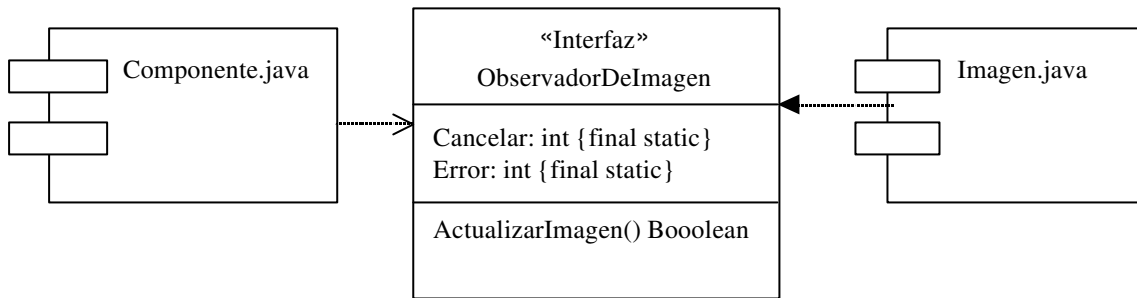 Componente.java
«Interfaz»
ObservadorDeImagen
Cancelar: int {final static}
Error: int {final static}
ActualizarImagen() Booolean
Imagen.java